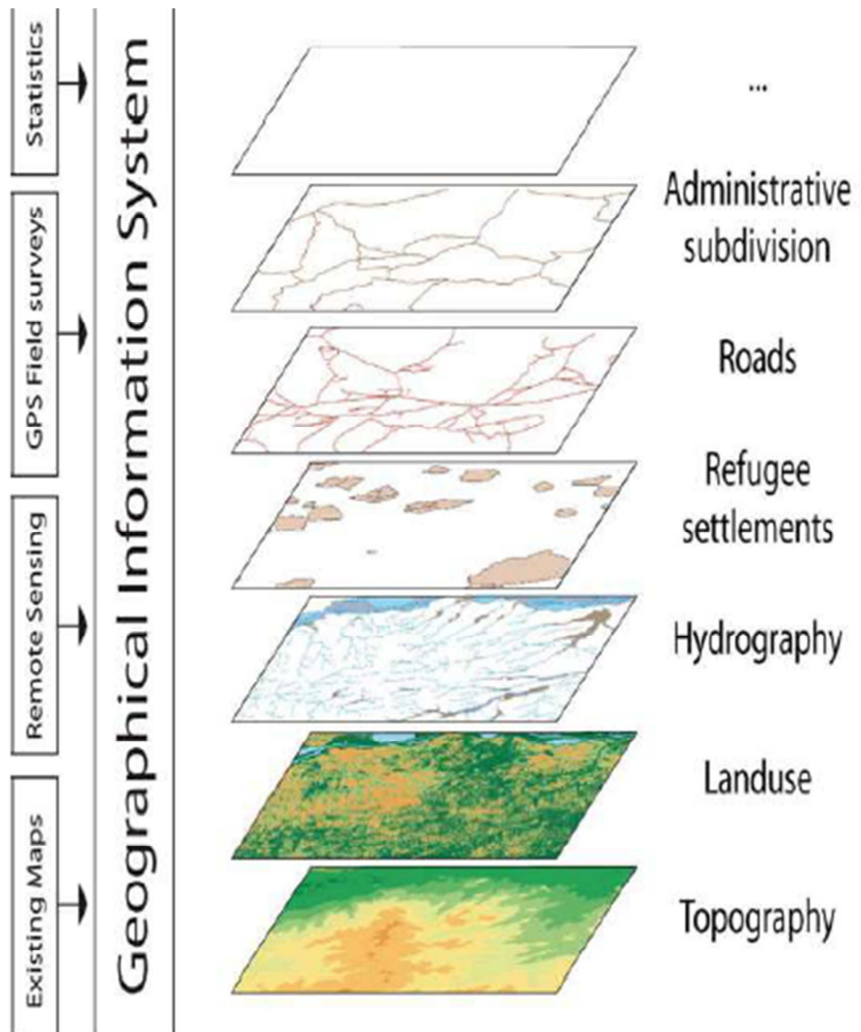 Statistics
GPS Field surveys
Remote Sensing
Existing Maps
Geographical Information System
...
Administrative
subdivision
Roads
Refugee
settlements
Hydrography
Landuse
Topography